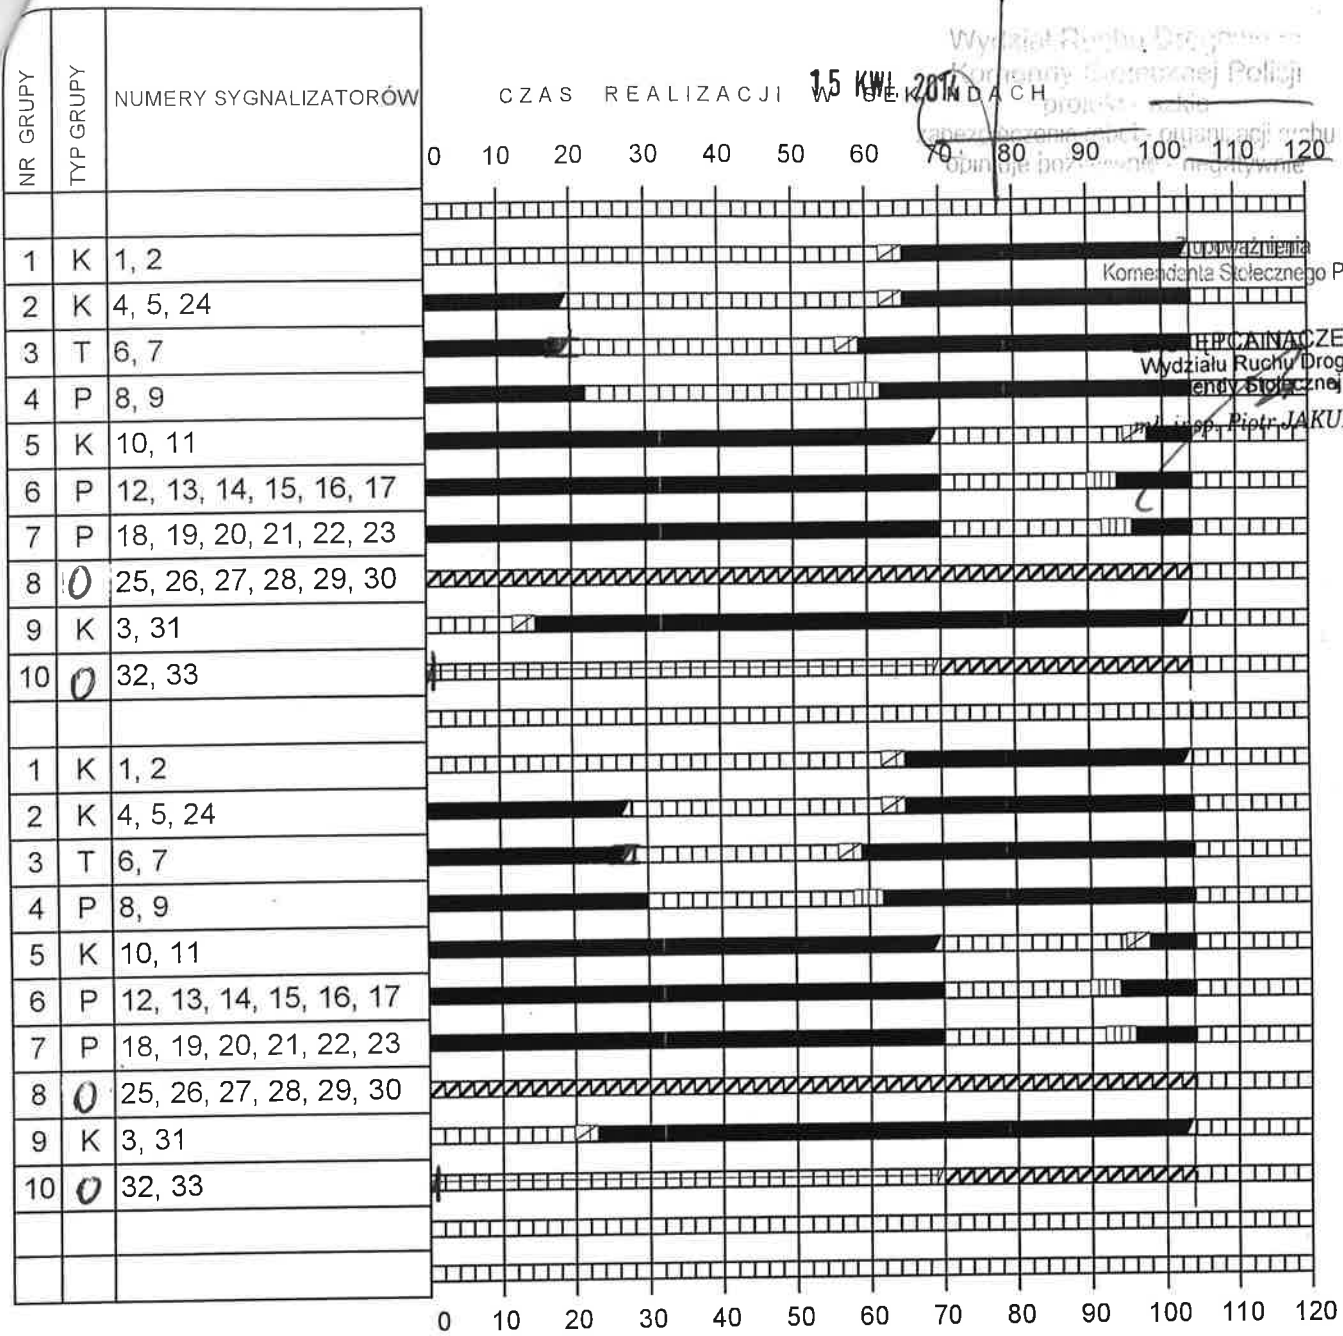 Wydział Ruchu
Komendy Stołecznej Policji
15 KWI. 2014
NR GRUPY
TYP GRUPY
NUMERY SYGNALIZATORÓW
CZAS REALIZACJI W SEKUNDACH
0 10 20 30 40 50 60 70 80 90 100 110 120
Z upoważnienia
1 K 1, 2
Komendanta Stołecznego P
2 K 4, 5, 24
3 T 6, 7
Wydziału Ruchu Drog
4 P 8, 9
endy Stołecznej
insp. Piotr JAKU
5 K 10, 11
6 P 12, 13, 14, 15, 16, 17
7 P 18, 19, 20, 21, 22, 23
8 O 25, 26, 27, 28, 29, 30
9 K 3, 31
10 O 32, 33
1 K 1, 2
2 K 4, 5, 24
3 T 6, 7
4 P 8, 9
5 K 10, 11
6 P 12, 13, 14, 15, 16, 17
7 P 18, 19, 20, 21, 22, 23
8 O 25, 26, 27, 28, 29, 30
9 K 3, 31
10 O 32, 33
0 10 20 30 40 50 60 70 80 90 100 110 120